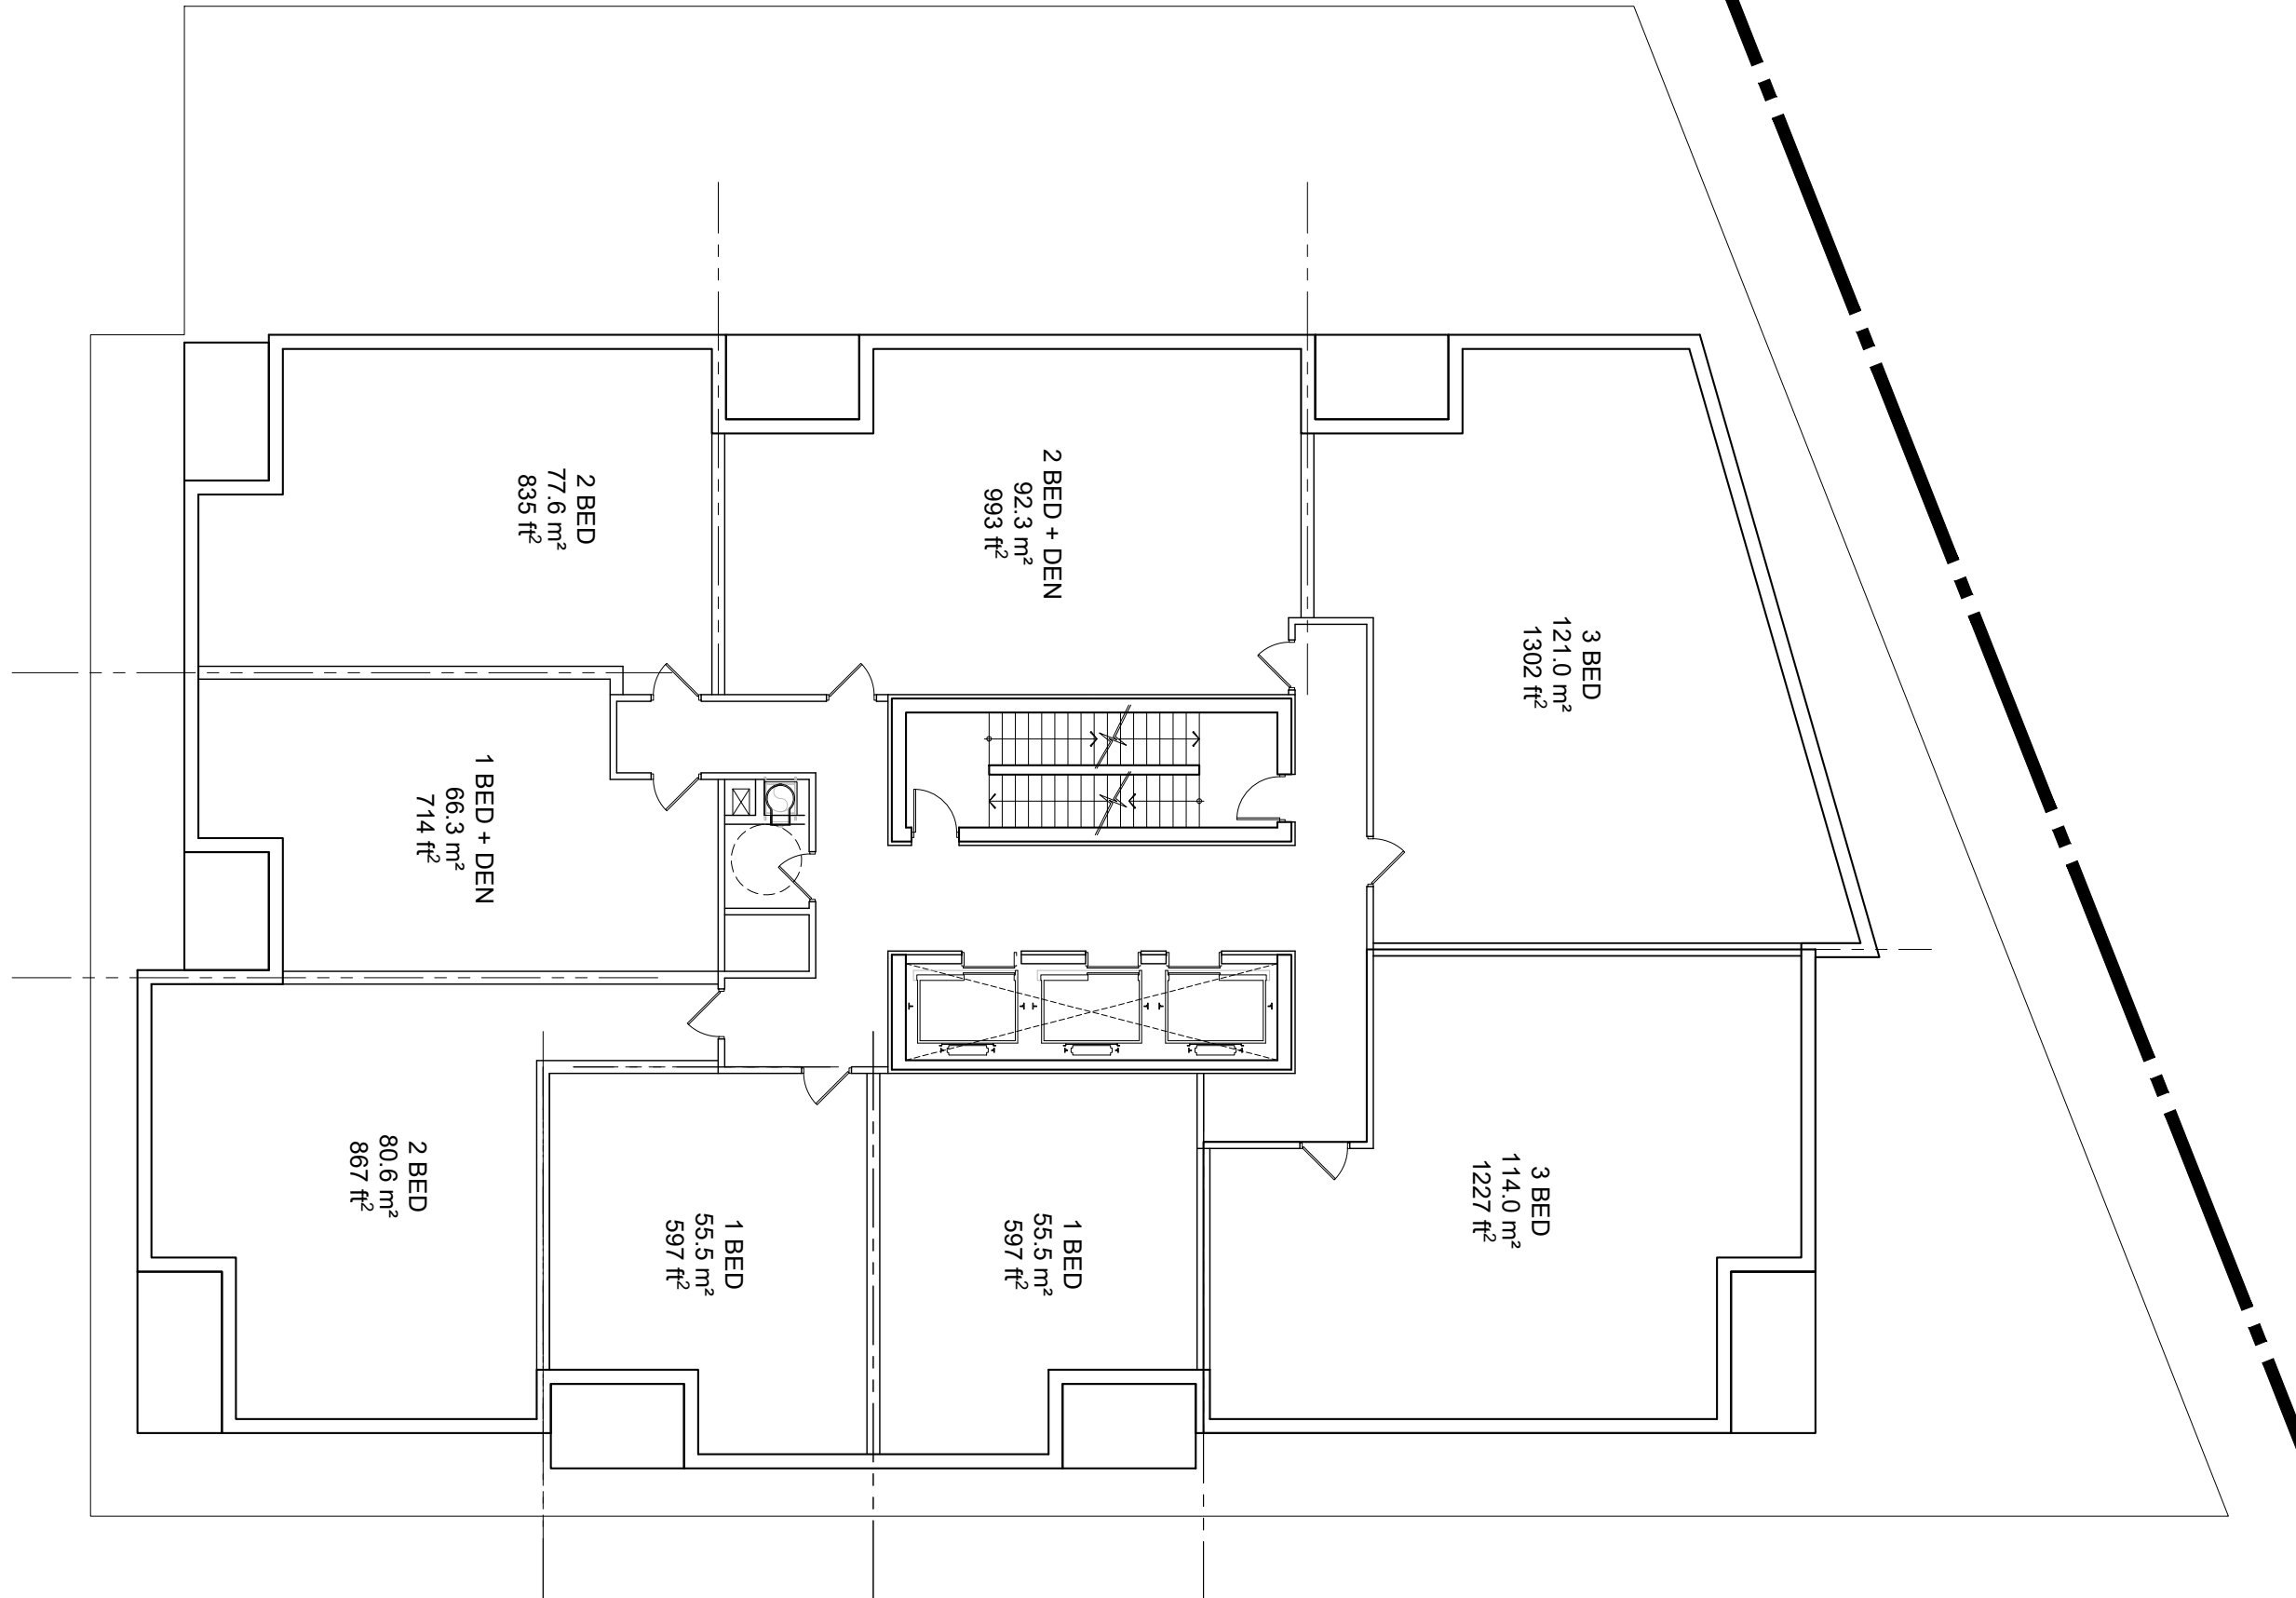 2 BED
77.6 m²
835 ft²
2 BED + DEN
92.3 m²
993 ft²
3 BED
121.0 m²
1302 ft²
1 BED + DEN
66.3 m²
714 ft²
2 BED
80.6 m²
867 ft²
1 BED
55.5 m²
597 ft²
1 BED
55.5 m²
597 ft²
3 BED
114.0 m²
1227 ft²